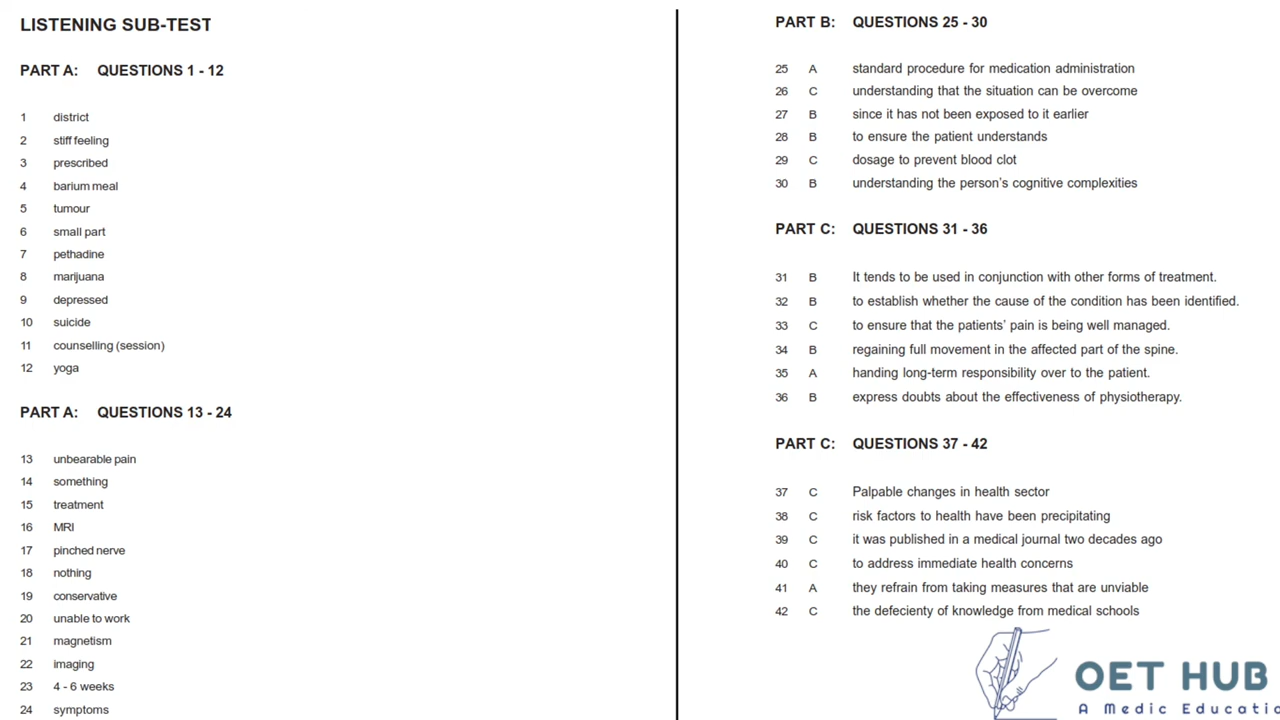 LISTENING SUB-TEST
PART A: QUESTIONS 1 - 12
1 district
2 stiff feeling
3 prescribed
4 barium meal
5 tumour
6 small part
7 pethadine
8 marijuana
9 depressed
10 suicide
11 counselling (session)
12 yoga
PART A: QUESTIONS 13 - 24
13 unbearable pain
14 something
15 treatment
16 MRI
17 pinched nerve
18 nothing
19 conservative
20 unable to work
21 magnetism
22 imaging
23 4 - 6 weeks
24 symptoms
PART B: QUESTIONS 25 - 30
25 A standard procedure for medication administration
26 C understanding that the situation can be overcome
27 B since it has not been exposed to it earlier
28 B to ensure the patient understands
29 C dosage to prevent blood clot
30 B understanding the person's cognitive complexities
PART C: QUESTIONS 31 - 36
31 B It tends to be used in conjunction with other forms of treatment.
32 B to establish whether the cause of the condition has been identified.
33 C to ensure that the patients' pain is being well managed.
34 B regaining full movement in the affected part of the spine.
35 A handing long-term responsibility over to the patient.
36 B express doubts about the effectiveness of physiotherapy.
PART C: QUESTIONS 37 - 42
37 C Palpable changes in health sector
38 C risk factors to health have been precipitating
39 C it was published in a medical journal two decades ago
40 C to address immediate health concerns
41 A they refrain from taking measures that are unviable
42 C the defecienty of knowledge from medical schools
OET HUB
A Medic Educatio